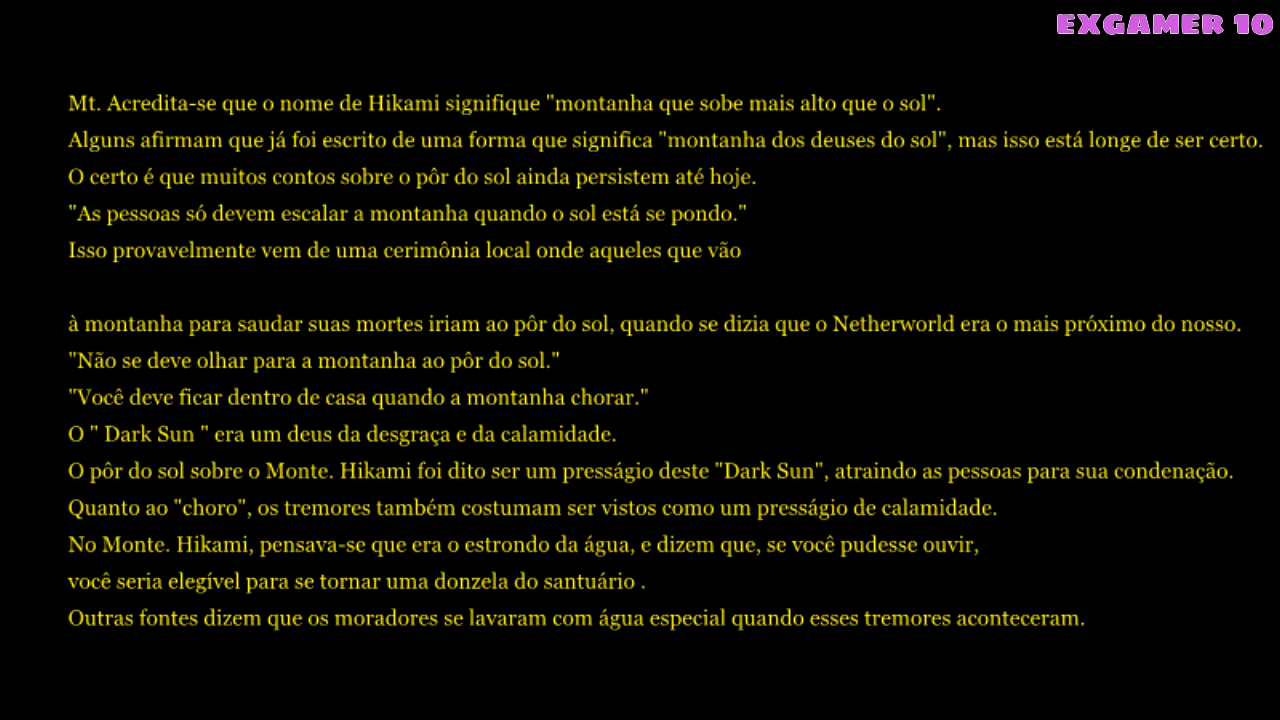 EXGAMER 10
Mt. Acredita-se que o nome de Hikami signifique "montanha que sobe mais alto que o sol".
Alguns afirmam que já foi escrito de uma forma que significa "montanha dos deuses do sol", mas isso está longe de ser certo.
O certo é que muitos contos sobre o pôr do sol ainda persistem até hoje.
"As pessoas só devem escalar a montanha quando o sol está se pondo."
Isso provavelmente vem de uma cerimônia local onde aqueles que vão
à montanha para saudar suas mortes iriam ao pôr do sol, quando se dizia que o Netherworld era o mais próximo do nosso.
"Não se deve olhar para a montanha ao pôr do sol."
"Você deve ficar dentro de casa quando a montanha chorar."
O " Dark Sun " era um deus da desgraça e da calamidade.
O pôr do sol sobre o Monte. Hikami foi dito ser um presságio deste "Dark Sun", atraindo as pessoas para sua condenação.
Quanto ao "choro", os tremores também costumam ser vistos como um presságio de calamidade.
No Monte. Hikami, pensava-se que era o estrondo da água, e dizem que, se você pudesse ouvir,
você seria elegível para se tornar uma donzela do santuário .
Outras fontes dizem que os moradores se lavaram com água especial quando esses tremores aconteceram.